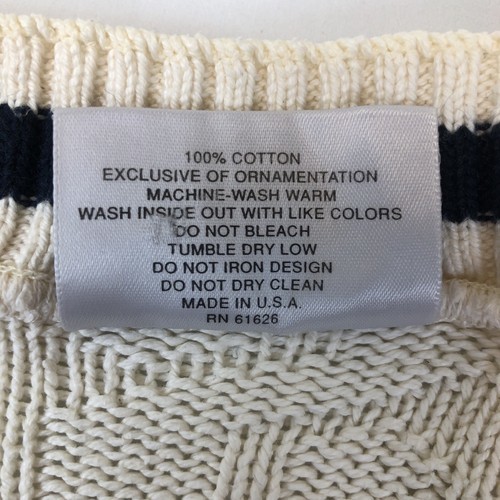 100% COTTON
EXCLUSIVE OF ORNAMENTATION
MACHINE-WASH WARM
WASH INSIDE OUT WITH LIKE COLORS
DO NOT BLEACH
TUMBLE DRY LOW
DO NOT IRON DESIGN
DO NOT DRY CLEAN
MADE IN U.S.A.
RN 61626